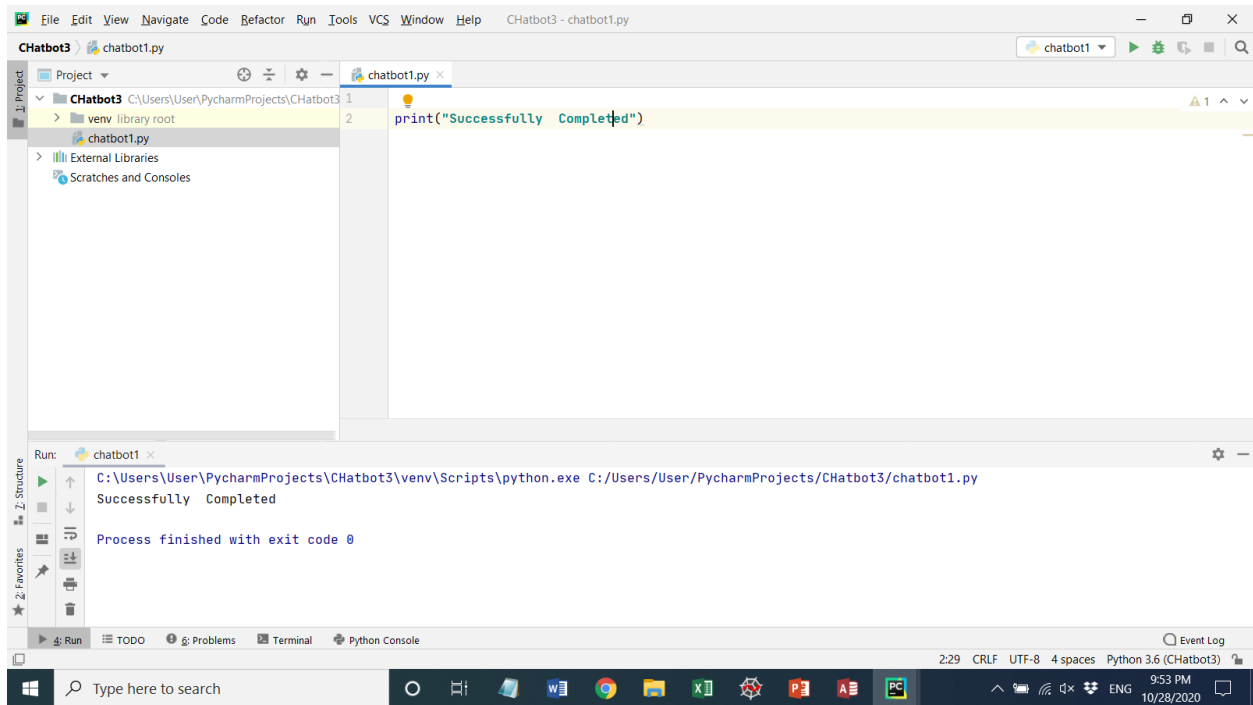 File Edit View Navigate Code Refactor Run Tools VCS Window Help CHatbot3 - chatbot1.py
CHatbot3 chatbot1.py chatbot1
1: Project
Project chatbot1.py
CHatbot3 C:\Users\User\PycharmProjects\CHatbot3
venv library root
chatbot1.py
External Libraries
Scratches and Consoles
1
2 print("Successfully  Completed")
1
Run: chatbot1
C:\Users\User\PycharmProjects\CHatbot3\venv\Scripts\python.exe C:/Users/User/PycharmProjects/CHatbot3/chatbot1.py
Successfully  Completed
Process finished with exit code 0
7: Structure
2: Favorites
4: Run TODO 6: Problems Terminal Python Console Event Log
2:29 CRLF UTF-8 4 spaces Python 3.6 (CHatbot3)
Type here to search ENG 9:53 PM
10/28/2020